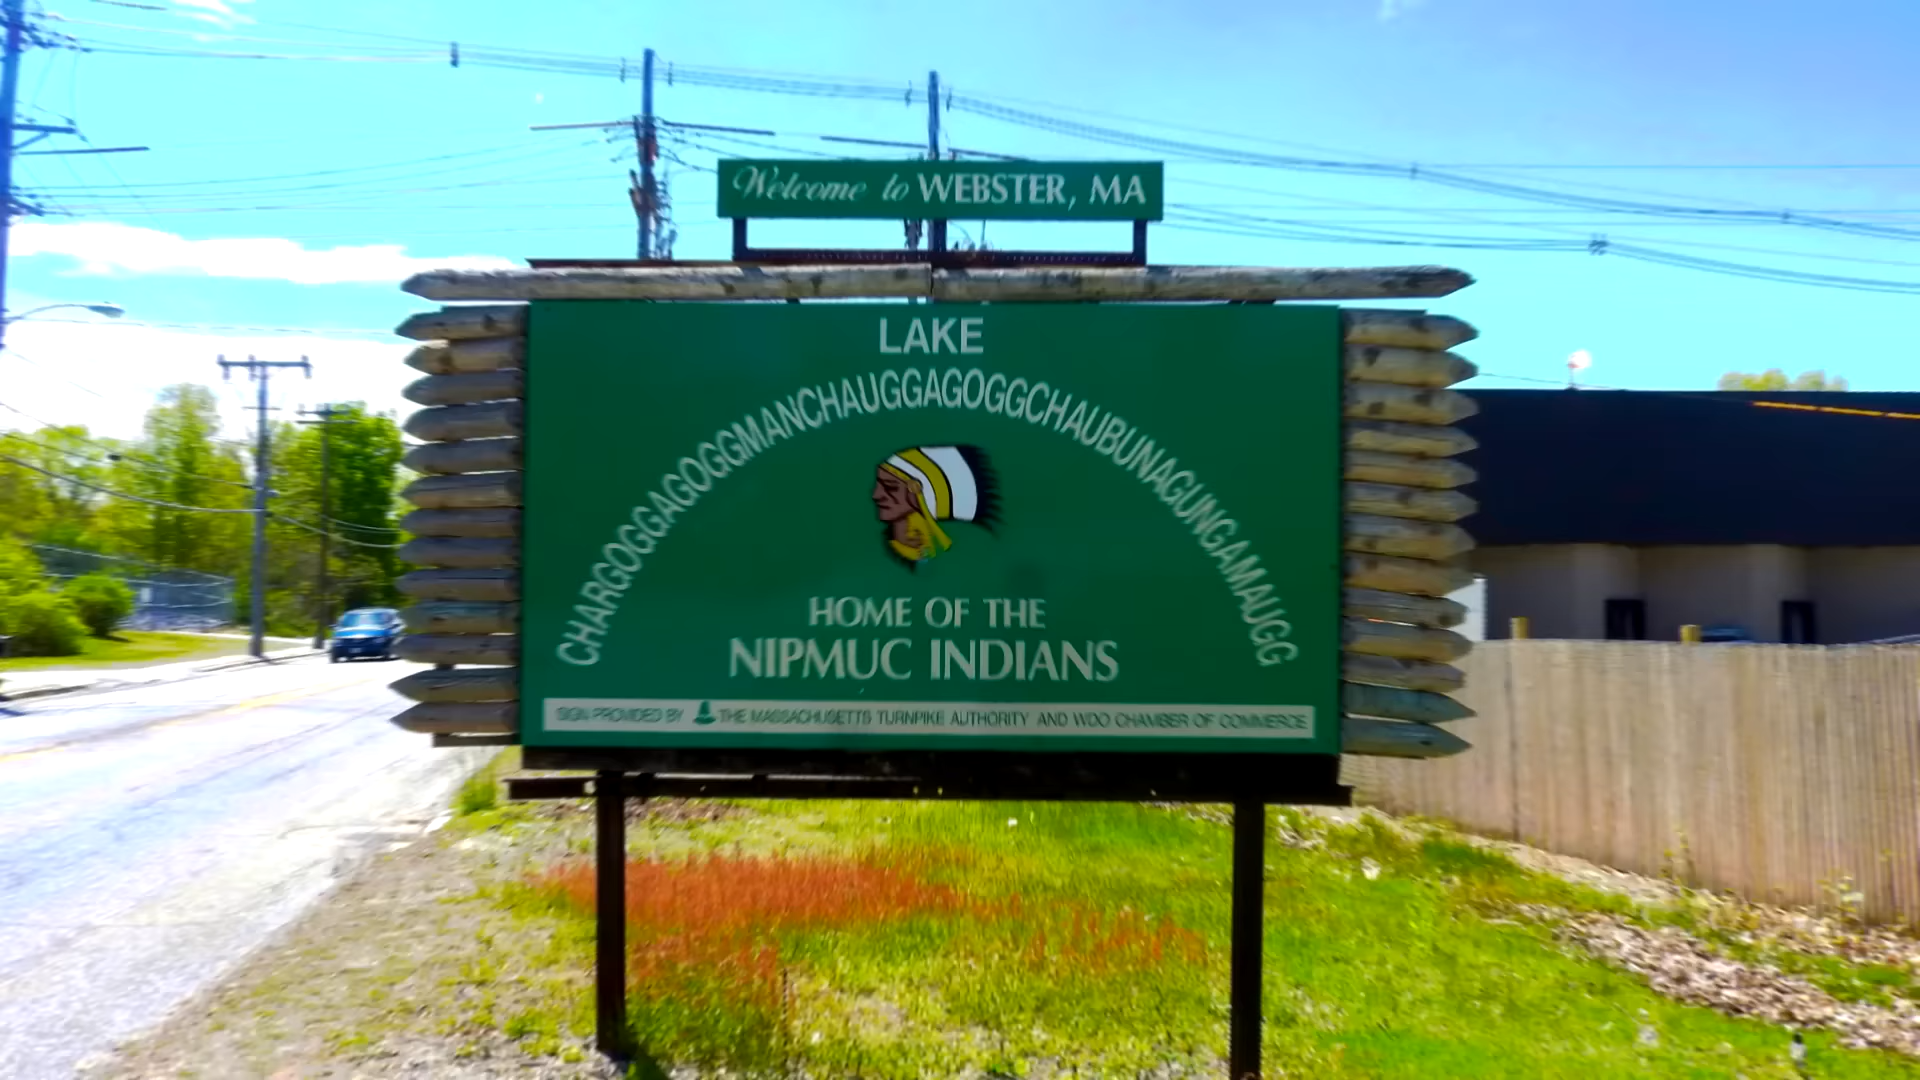 Welcome to WEBSTER, MA
LAKE
CHARGOGGAGOGGMANCHAUGGAGOGGCHAUBUNAGUNGAMAUGG
HOME OF THE
NIPMUC INDIANS
SIGN PROVIDED BY THE MASSACHUSETTS TURNPIKE AUTHORITY AND WDO CHAMBER OF COMMERCE